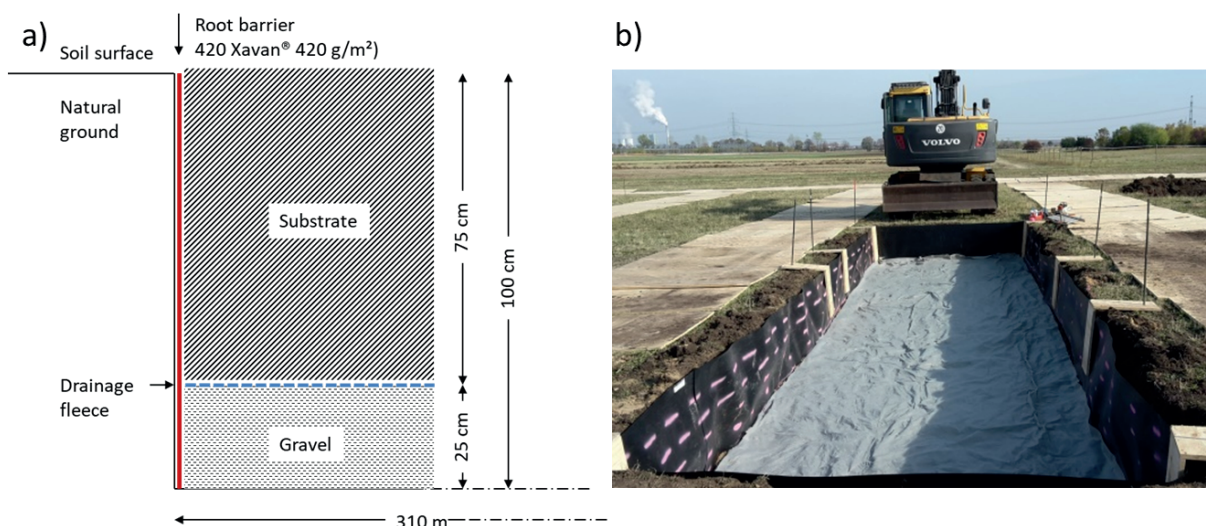 a)
Root barrier
420 Xavan® 420 g/m²)
Soil surface
Natural
ground
Substrate
75 cm
100 cm
Drainage
fleece
Gravel
25 cm
310 m
b)
VOLVO